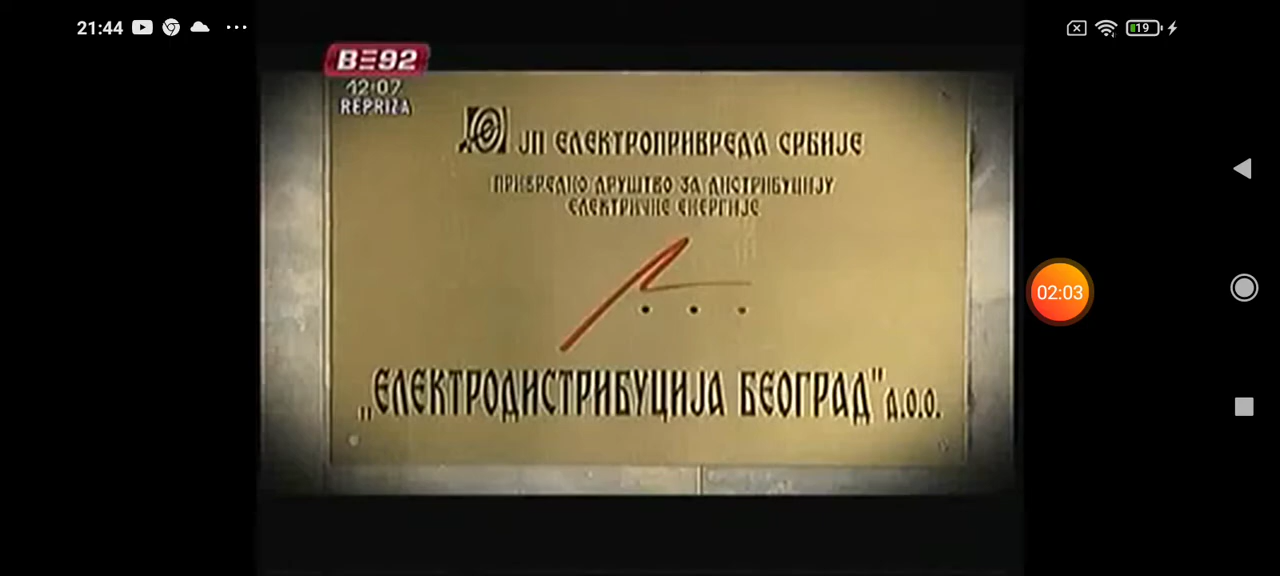 21:44
19
B92
12:07
REPRIZA
ЈП ЕЛЕКТРОПРИВРЕДА СРБИЈЕ
ПРИВРЕДНО ДРУШТВО ЗА ДИСТРИБУЦИЈУ
ЕЛЕКТРИЧНЕ ЕНЕРГИЈЕ
02:03
„ЕЛЕКТРОДИСТРИБУЦИЈА БЕОГРАД" д.о.о.